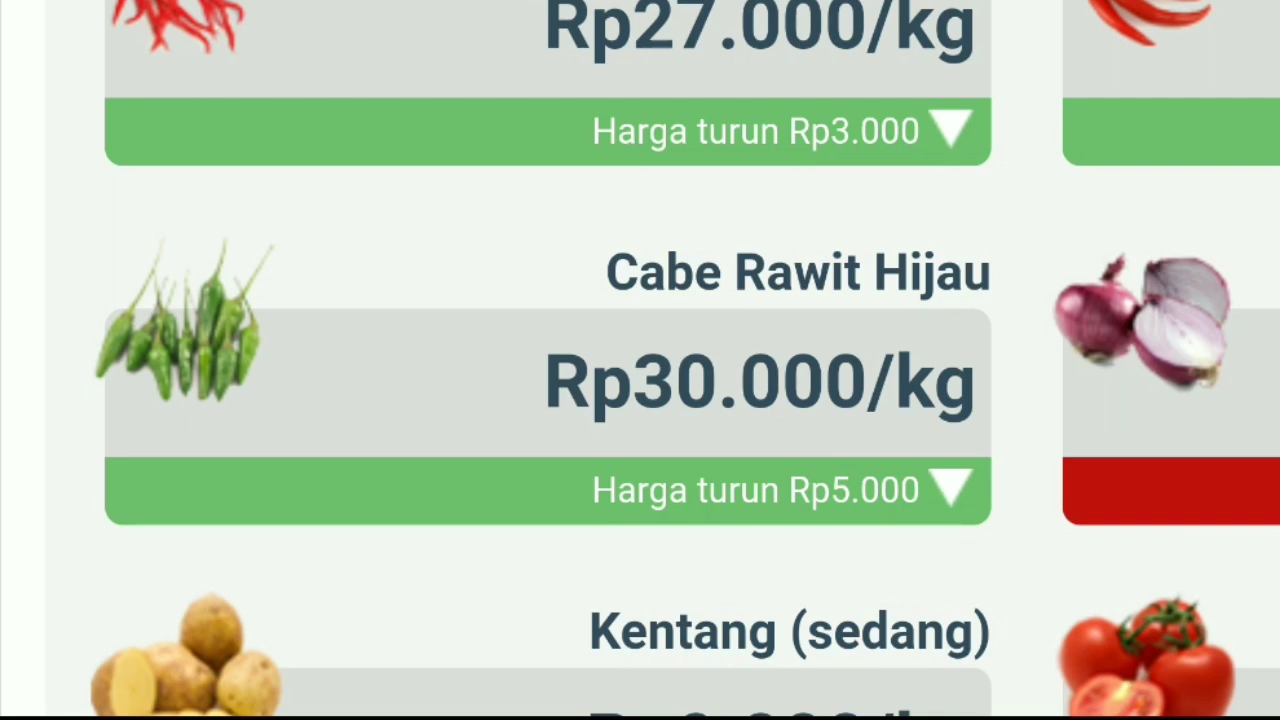 Rp27.000/kg
Harga turun Rp3.000
Cabe Rawit Hijau
Rp30.000/kg
Harga turun Rp5.000
Kentang (sedang)